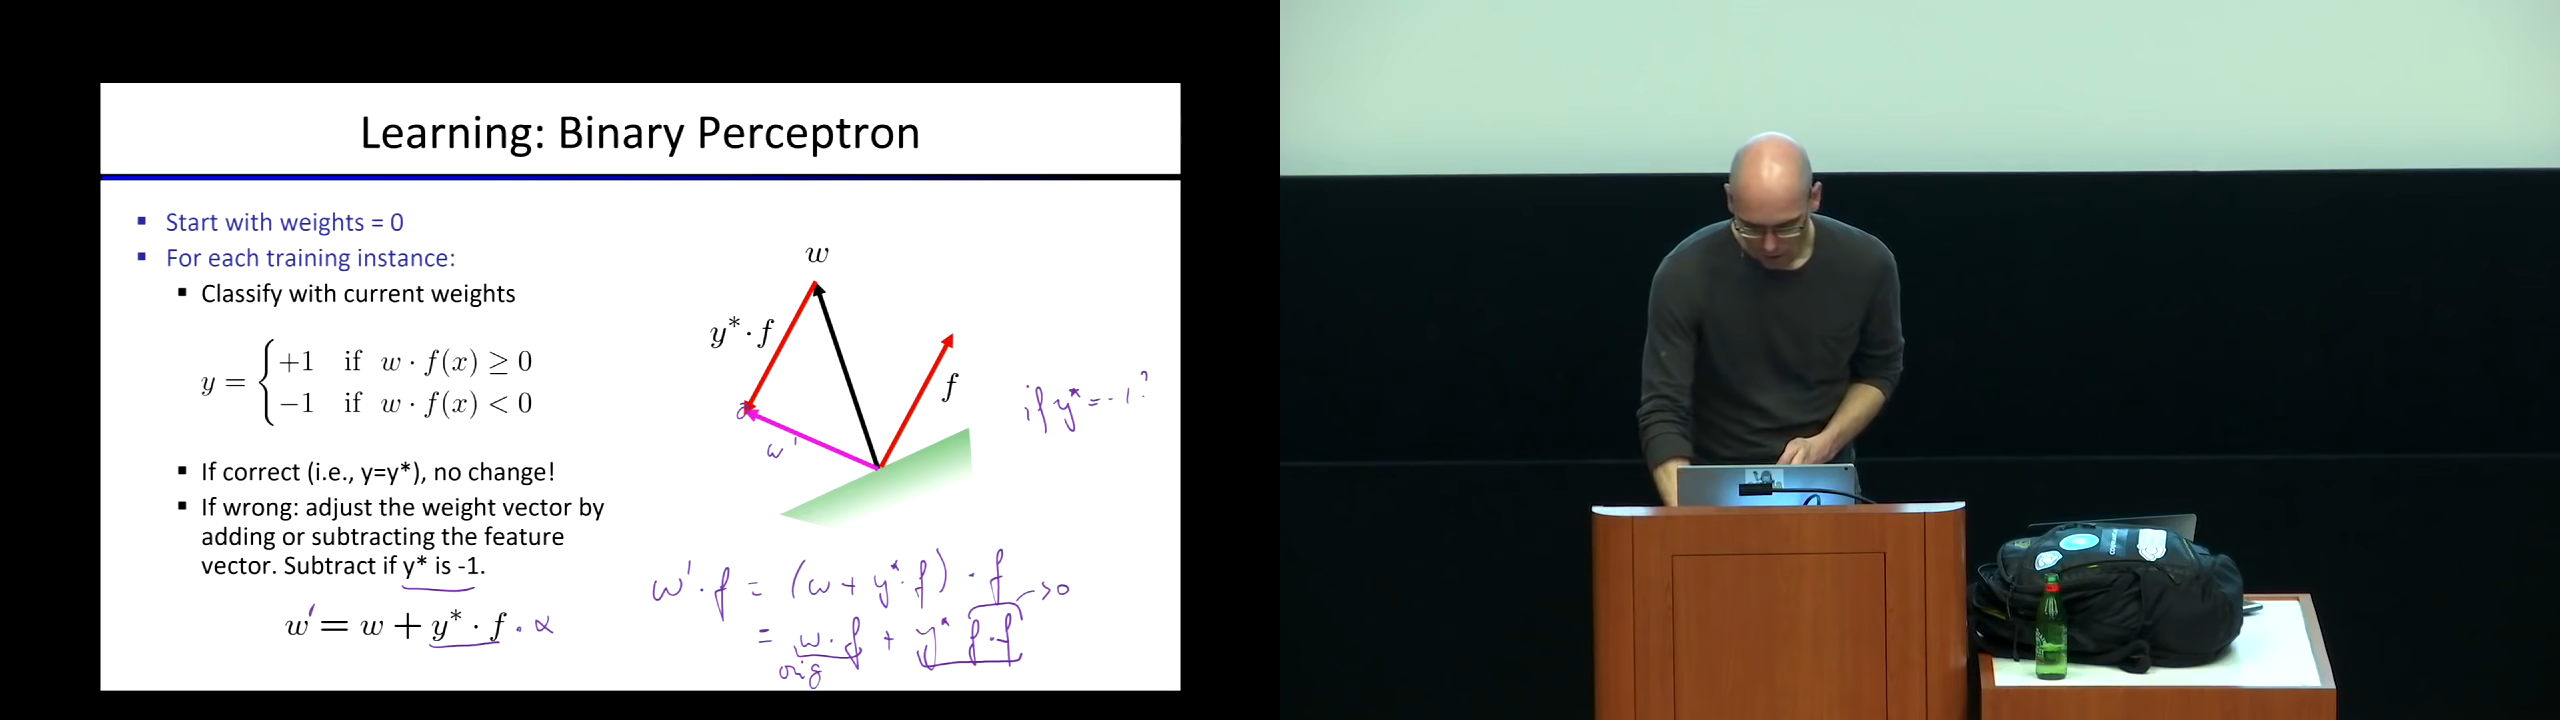 Learning: Binary Perceptron
▪ Start with weights = 0
▪ For each training instance:
▪ Classify with current weights
y = { +1 if w · f(x) ≥ 0
−1 if w · f(x) < 0
▪ If correct (i.e., y=y*), no change!
▪ If wrong: adjust the weight vector by
adding or subtracting the feature
vector. Subtract if y* is -1.
w' = w + y* · f · α
w
y* · f
f
w'
if y* = -1?
w' · f = (w + y* · f) · f
>0
= w · f + y* f · f
orig